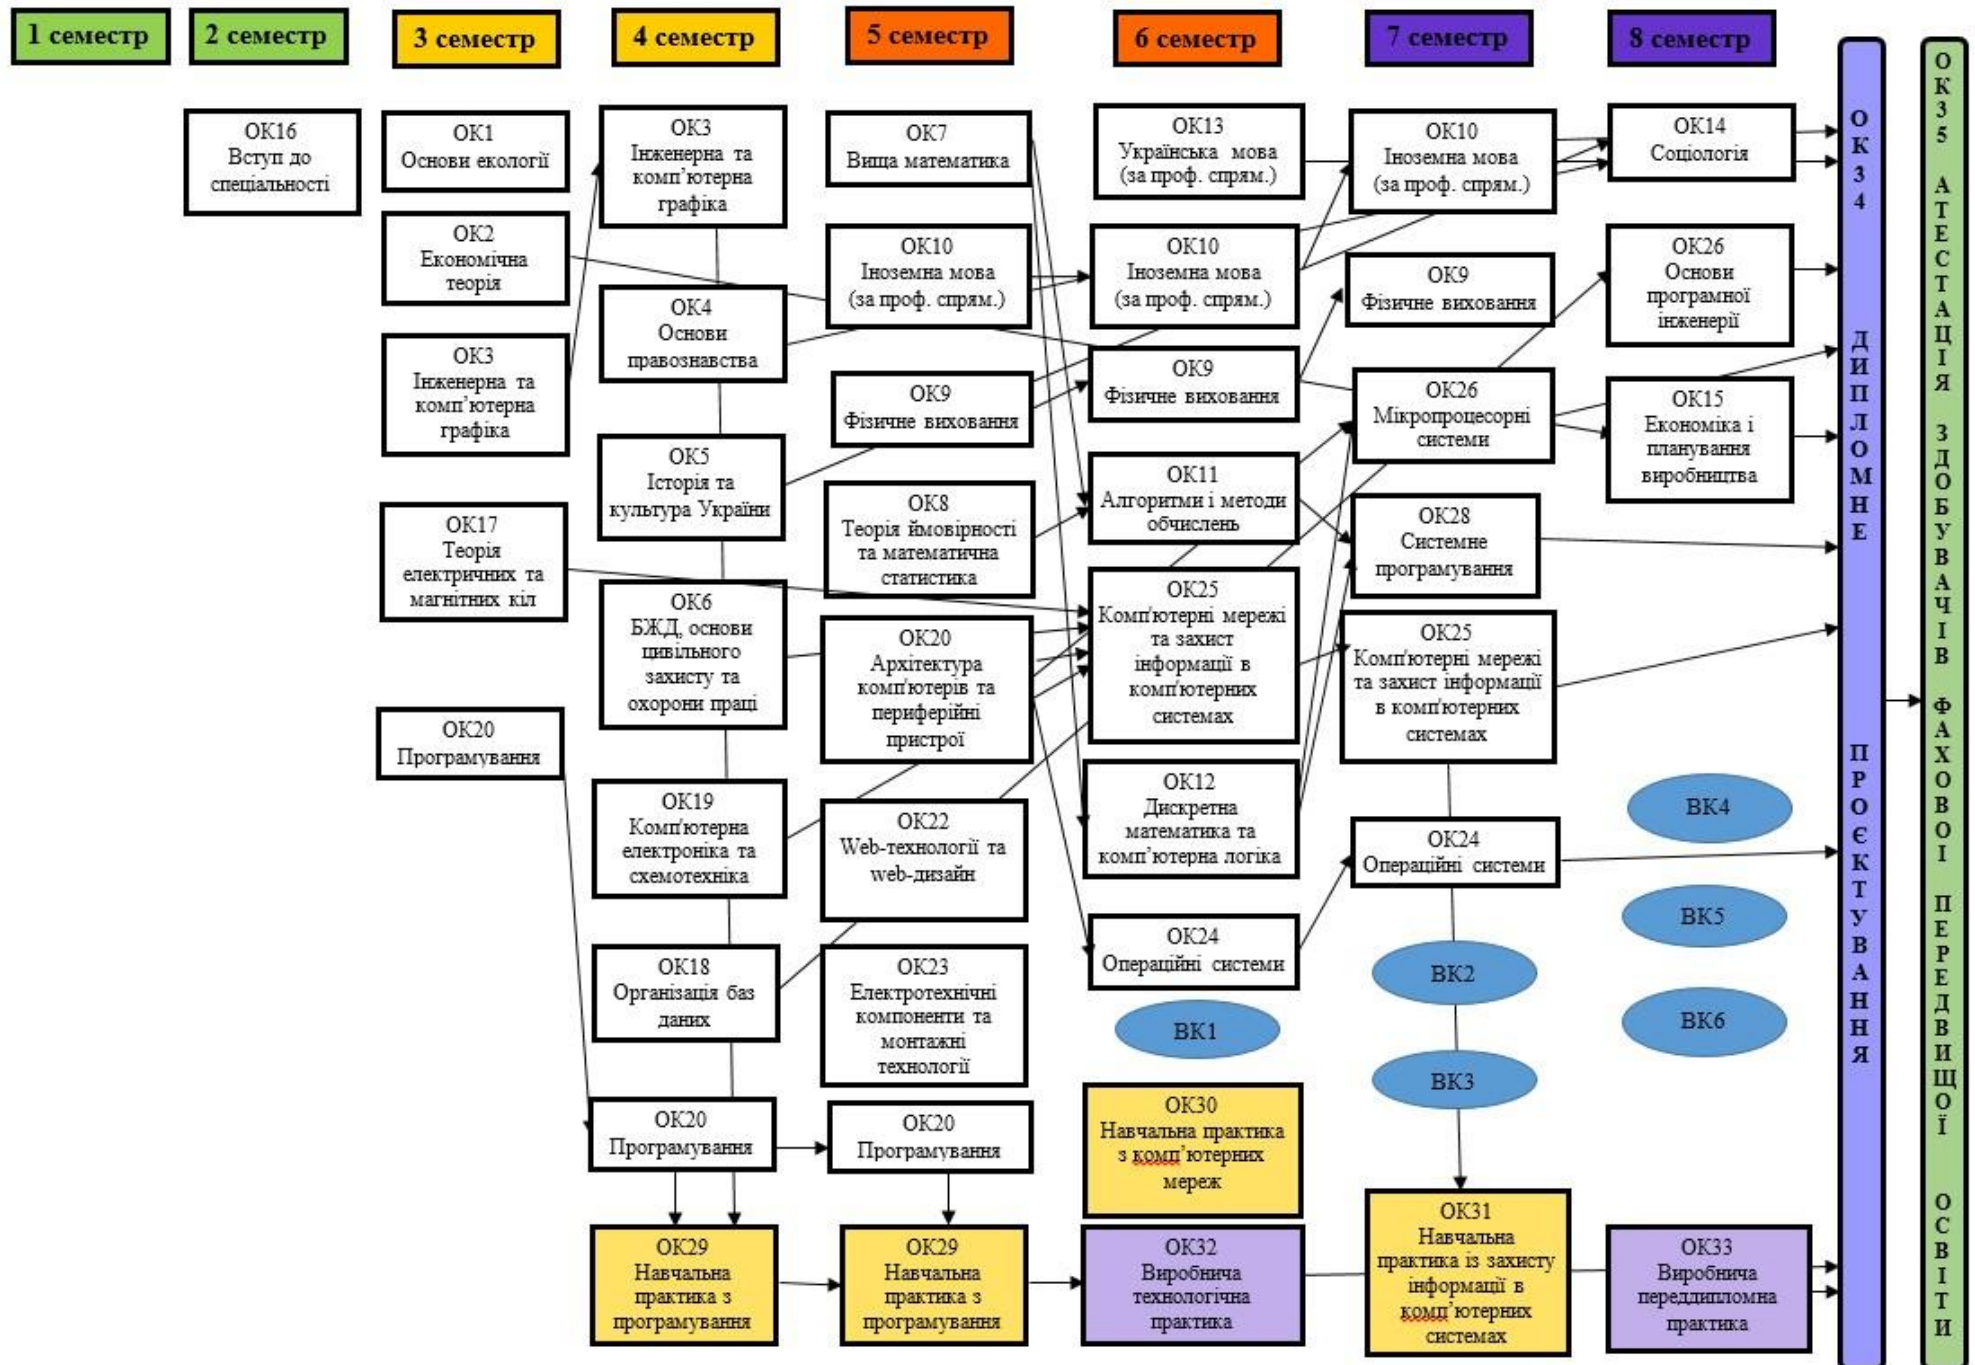 1 семестр
2 семестр
3 семестр
4 семестр
5 семестр
6 семестр
7 семестр
8 семестр
ОК16
Вступ до
спеціальності
ОК1
Основи екології
ОК2
Економічна
теорія
ОК3
Інженерна та
комп’ютерна
графіка
ОК17
Теорія
електричних та
магнітних кіл
ОК20
Програмування
ОК3
Інженерна та
комп’ютерна
графіка
ОК4
Основи
правознавства
ОК5
Історія та
культура України
ОК6
БЖД, основи
цивільного
захисту та
охорони праці
ОК19
Комп'ютерна
електроніка та
схемотехніка
ОК18
Організація баз
даних
ОК20
Програмування
ОК29
Навчальна
практика з
програмування
ОК7
Вища математика
ОК10
Іноземна мова
(за проф. спрям.)
ОК9
Фізичне виховання
ОК8
Теорія ймовірності
та математична
статистика
ОК20
Архітектура
комп'ютерів та
периферійні
пристрої
ОК22
Web-технології та
web-дизайн
ОК23
Електротехнічні
компоненти та
монтажні
технології
ОК20
Програмування
ОК29
Навчальна
практика з
програмування
ОК13
Українська мова
(за проф. спрям.)
ОК10
Іноземна мова
(за проф. спрям.)
ОК9
Фізичне виховання
ОК11
Алгоритми і методи
обчислень
ОК25
Комп'ютерні мережі
та захист
інформації в
комп'ютерних
системах
ОК12
Дискретна
математика та
комп’ютерна логіка
ОК24
Операційні системи
ВК1
ОК30
Навчальна практика
з комп’ютерних
мереж
ОК32
Виробнича
технологічна
практика
ОК10
Іноземна мова
(за проф. спрям.)
ОК9
Фізичне виховання
ОК26
Мікропроцесорні
системи
ОК28
Системне
програмування
ОК25
Комп'ютерні мережі
та захист інформації
в комп'ютерних
системах
ОК24
Операційні системи
ВК2
ВК3
ОК31
Навчальна
практика із захисту
інформації в
комп’ютерних
системах
ОК14
Соціологія
ОК26
Основи
програмної
інженерії
ОК15
Економіка і
планування
виробництва
ВК4
ВК5
ВК6
ОК33
Виробнича
переддипломна
практика
ОК34 ДИПЛОМНЕ ПРОЄКТУВАННЯ
ОК35 АТЕСТАЦІЯ ЗДОБУВАЧІВ ФАХОВОЇ ПЕРЕДВИЩОЇ ОСВІТИ